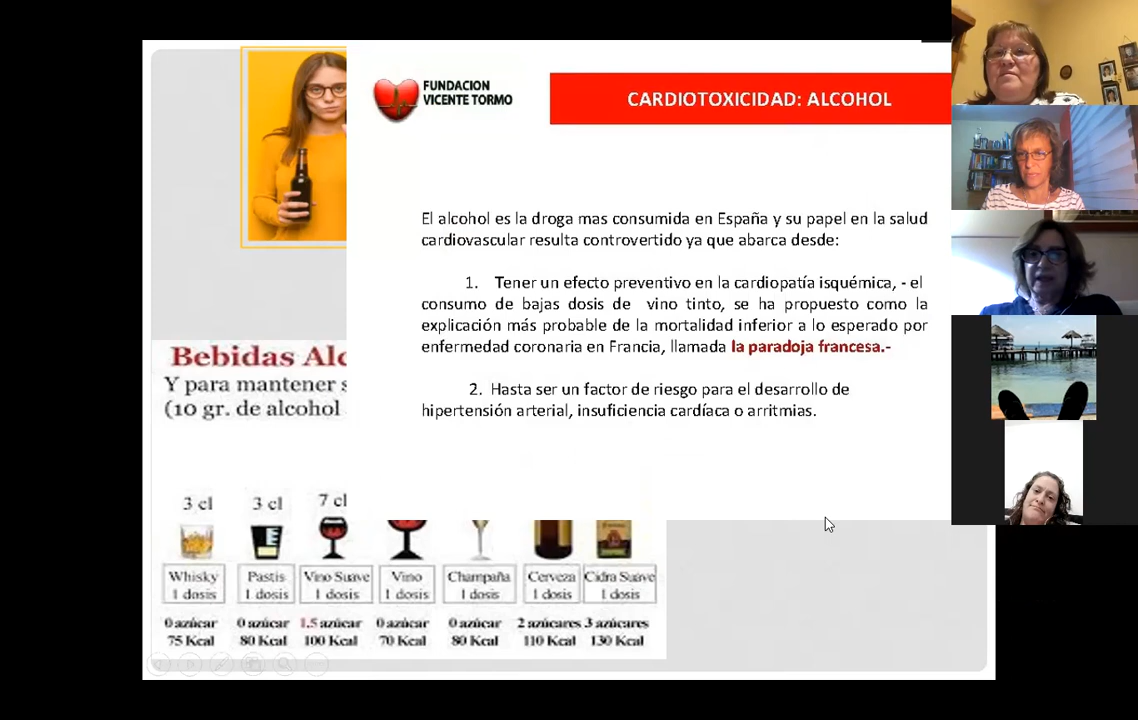 FUNDACION
VICENTE TORMO
CARDIOTOXICIDAD: ALCOHOL
El alcohol es la droga mas consumida en España y su papel en la salud
cardiovascular resulta controvertido ya que abarca desde:
1. Tener un efecto preventivo en la cardiopatía isquémica, - el
consumo de bajas dosis de vino tinto, se ha propuesto como la
explicación más probable de la mortalidad inferior a lo esperado por
enfermedad coronaria en Francia, llamada la paradoja francesa.-
2. Hasta ser un factor de riesgo para el desarrollo de
hipertensión arterial, insuficiencia cardíaca o arritmias.
Bebidas Alc
Y para mantener s
(10 gr. de alcohol
3 cl 3 cl 7 cl
Whisky Pastis Vino Suave Vino Champaña Cerveza Cidra Suave
1 dosis 1 dosis 1 dosis 1 dosis 1 dosis 1 dosis 1 dosis
0 azúcar 0 azúcar 1.5 azúcar 0 azúcar 0 azúcar 2 azúcares 3 azúcares
75 Kcal 80 Kcal 100 Kcal 70 Kcal 80 Kcal 110 Kcal 130 Kcal